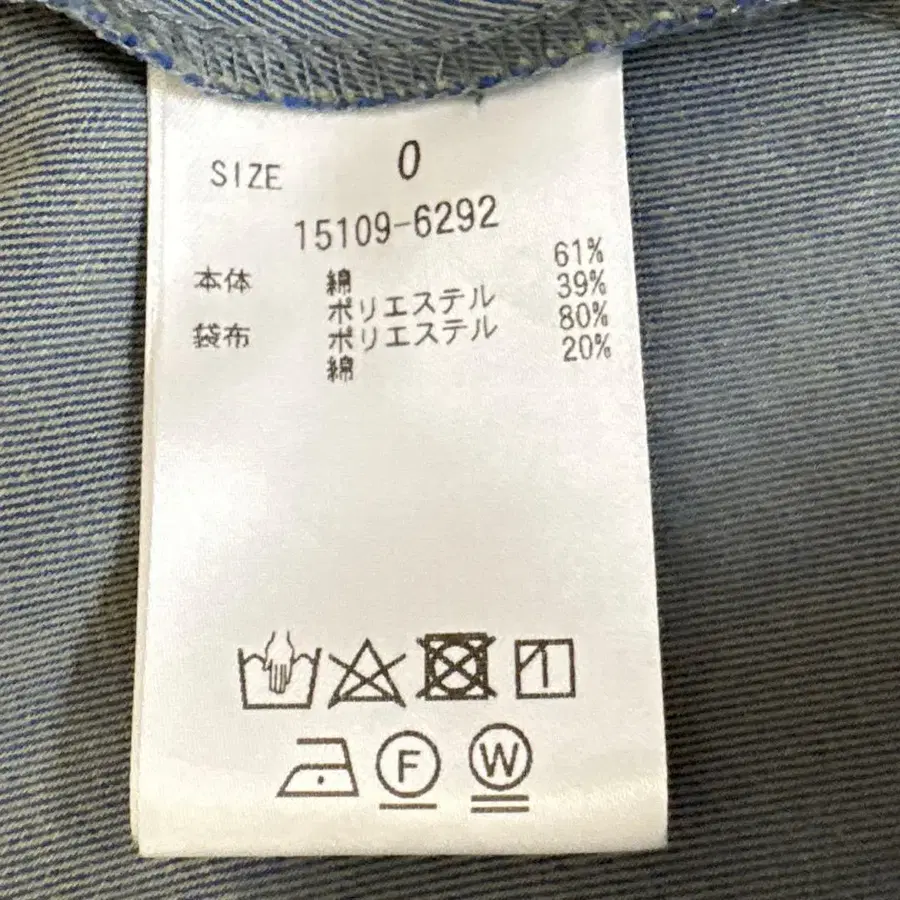 SIZE 0
15109-6292
本体 綿 61%
ポリエステル 39%
袋布 ポリエステル 80%
綿 20%
F W